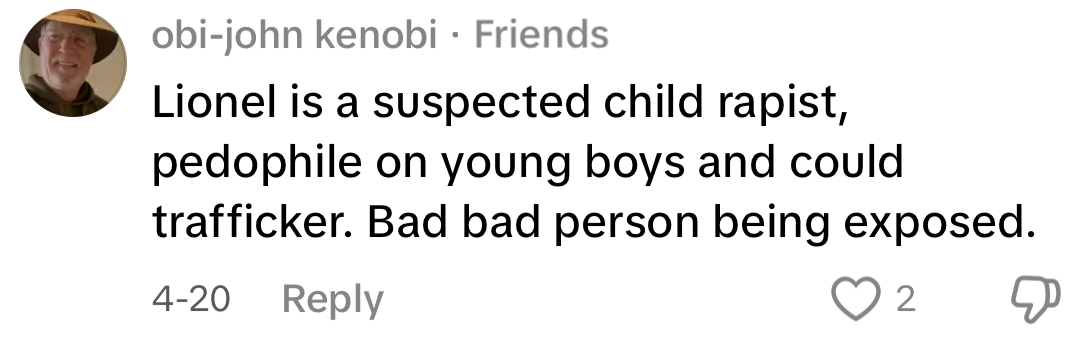 obi-john kenobi · Friends
Lionel is a suspected child rapist,
pedophile on young boys and could
trafficker. Bad bad person being exposed.
4-20 Reply 2